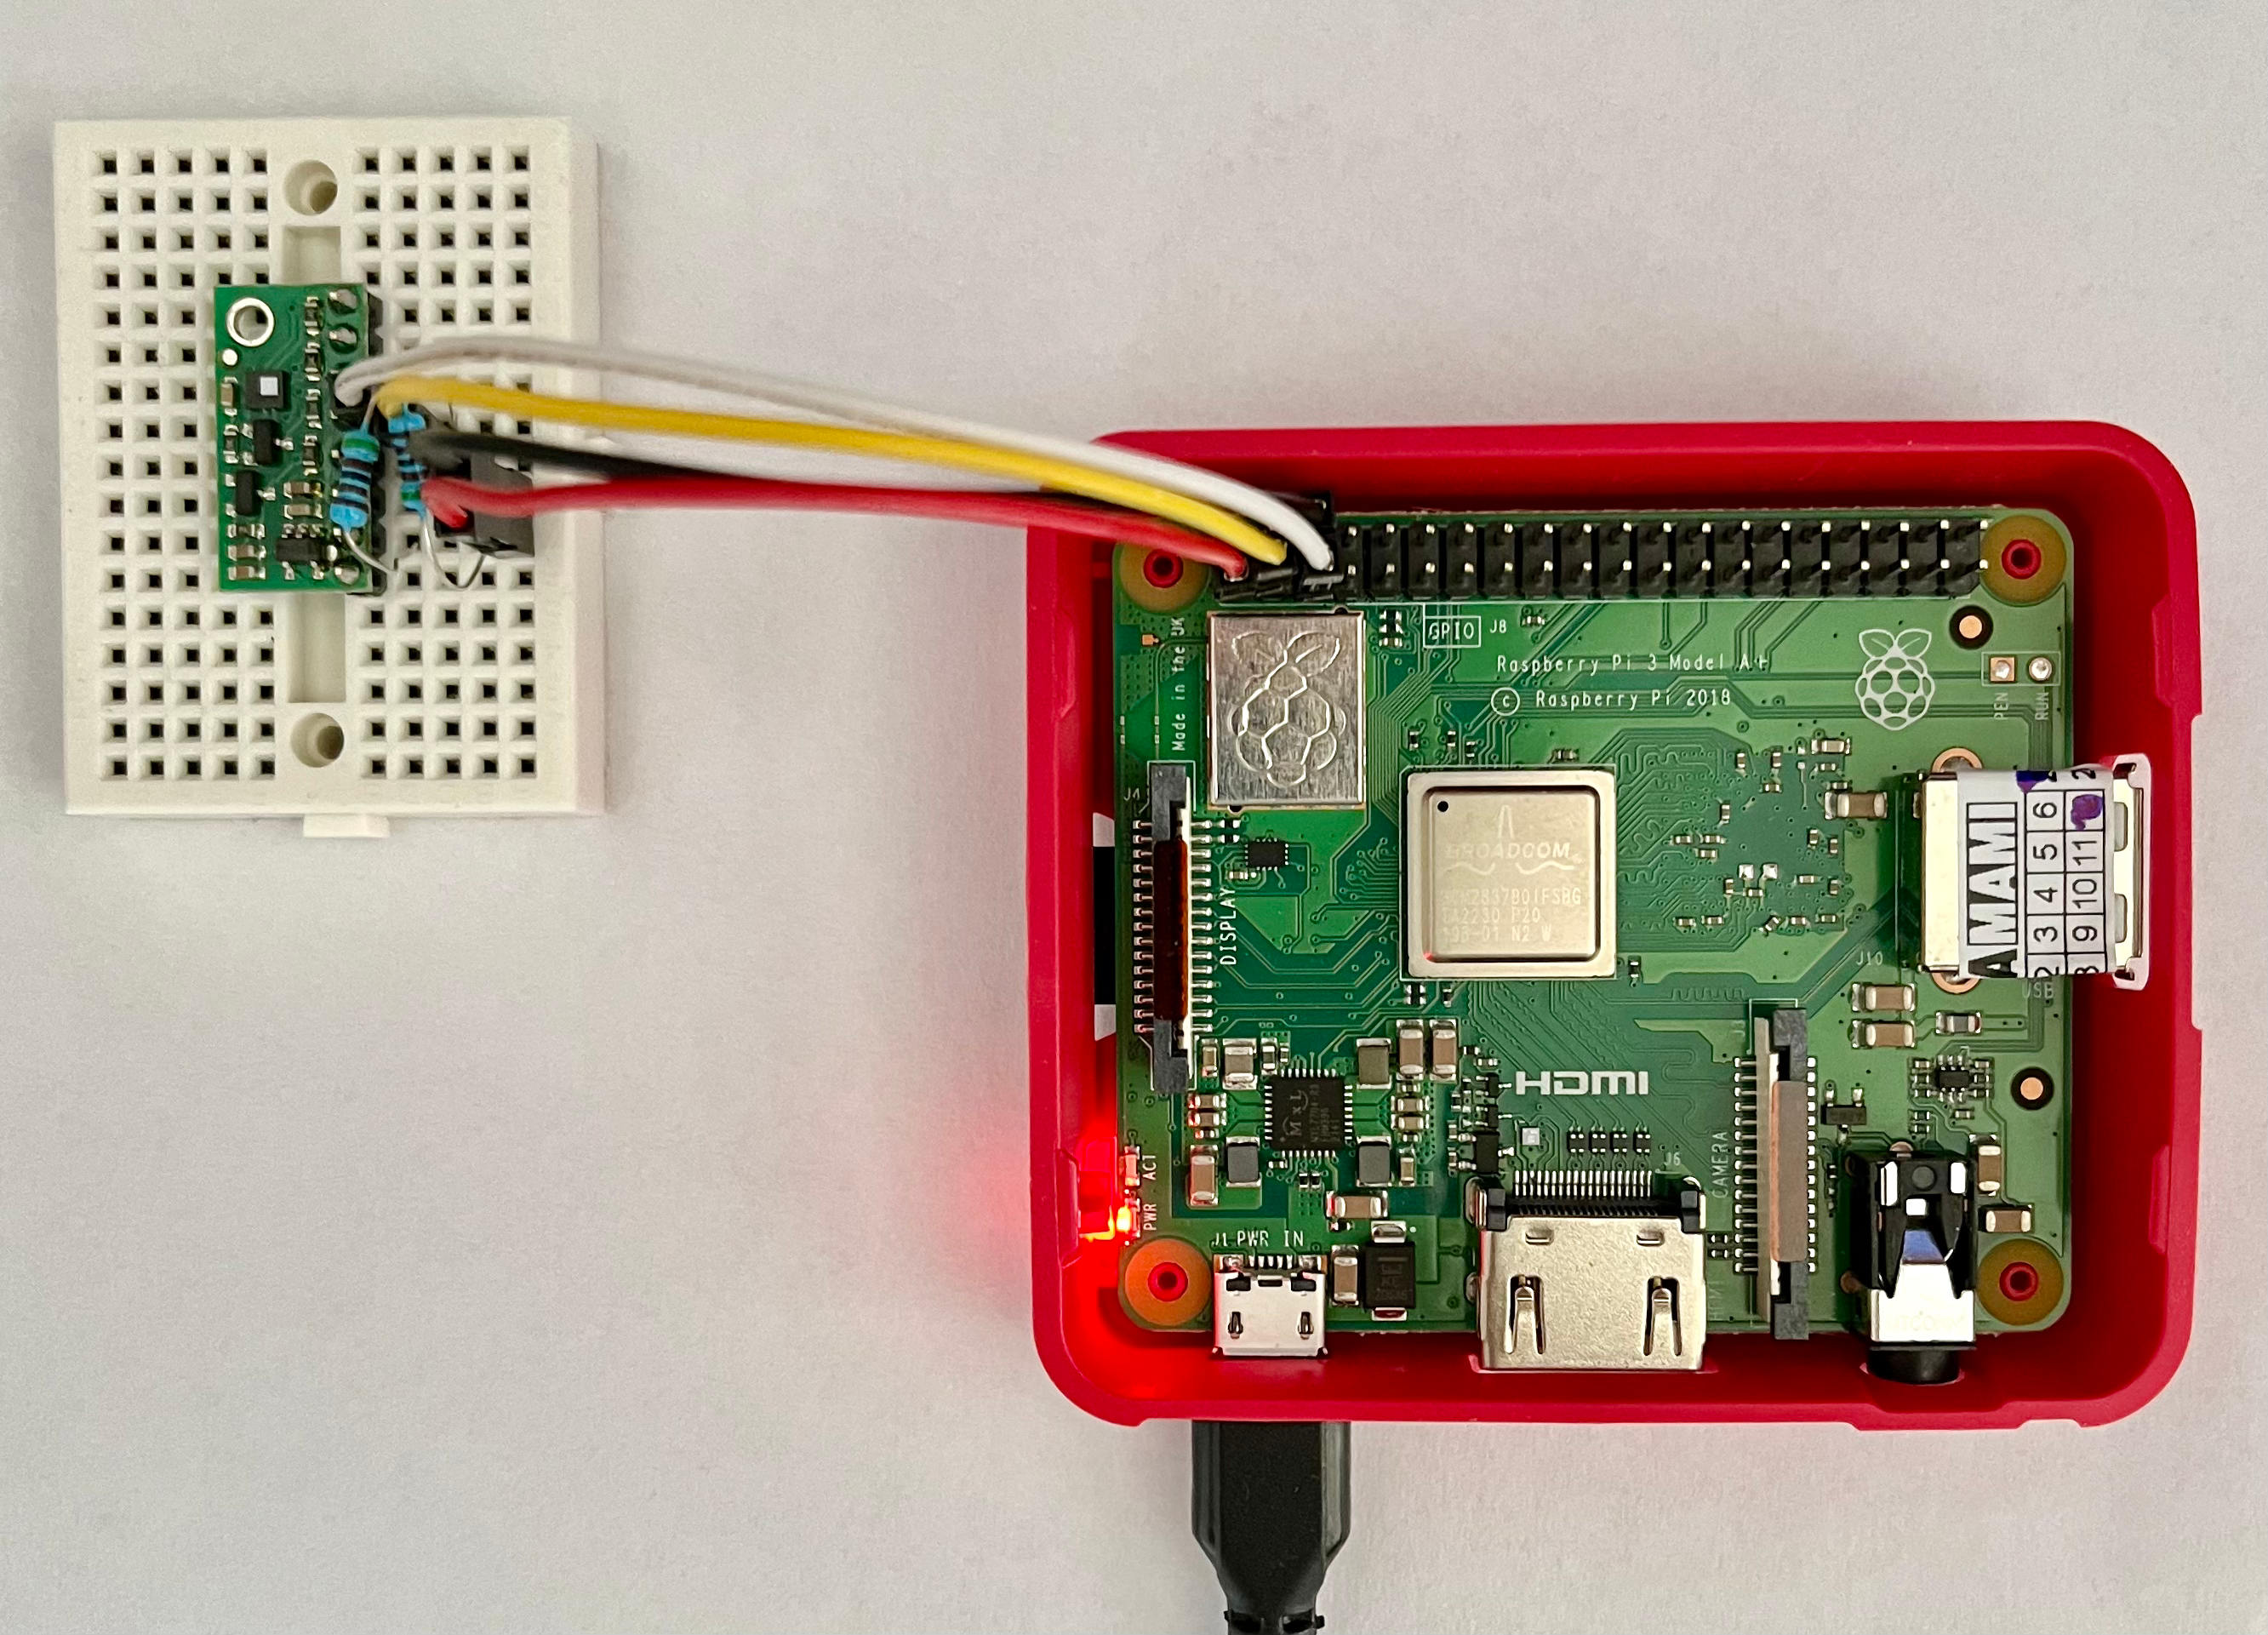 GPIO J8
Raspberry Pi 3 Model A+
© Raspberry Pi 2018
Made in the UK
PEN
RUN
J4
DISPLAY
BROADCOM
AMAMI
2 3 4 5 6
8 9 10 11
USB
J10
J3
HDMI
MXL
CAMERA
J6
PWR ACT
J1 PWR IN